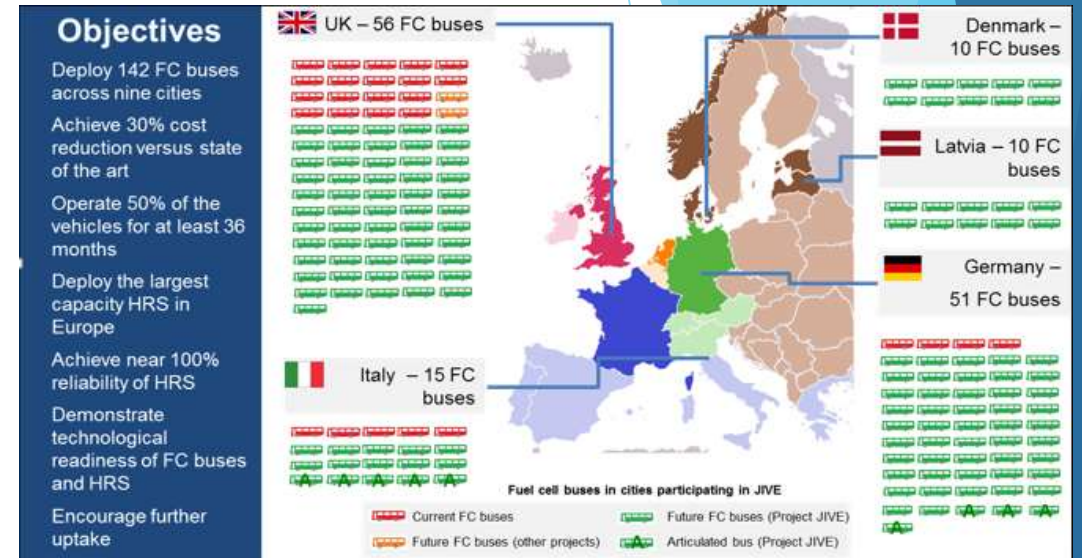 Objectives
Deploy 142 FC buses
across nine cities
Achieve 30% cost
reduction versus state
of the art
Operate 50% of the
vehicles for at least 36
months
Deploy the largest
capacity HRS in
Europe
Achieve near 100%
reliability of HRS
Demonstrate
technological
readiness of FC buses
and HRS
Encourage further
uptake
UK – 56 FC buses
Italy – 15 FC
buses
Denmark –
10 FC buses
Latvia – 10 FC
buses
Germany –
51 FC buses
A A A A A
A A A
A
Fuel cell buses in cities participating in JIVE
Current FC buses
Future FC buses (Project JIVE)
Future FC buses (other projects)
A Articulated bus (Project JIVE)